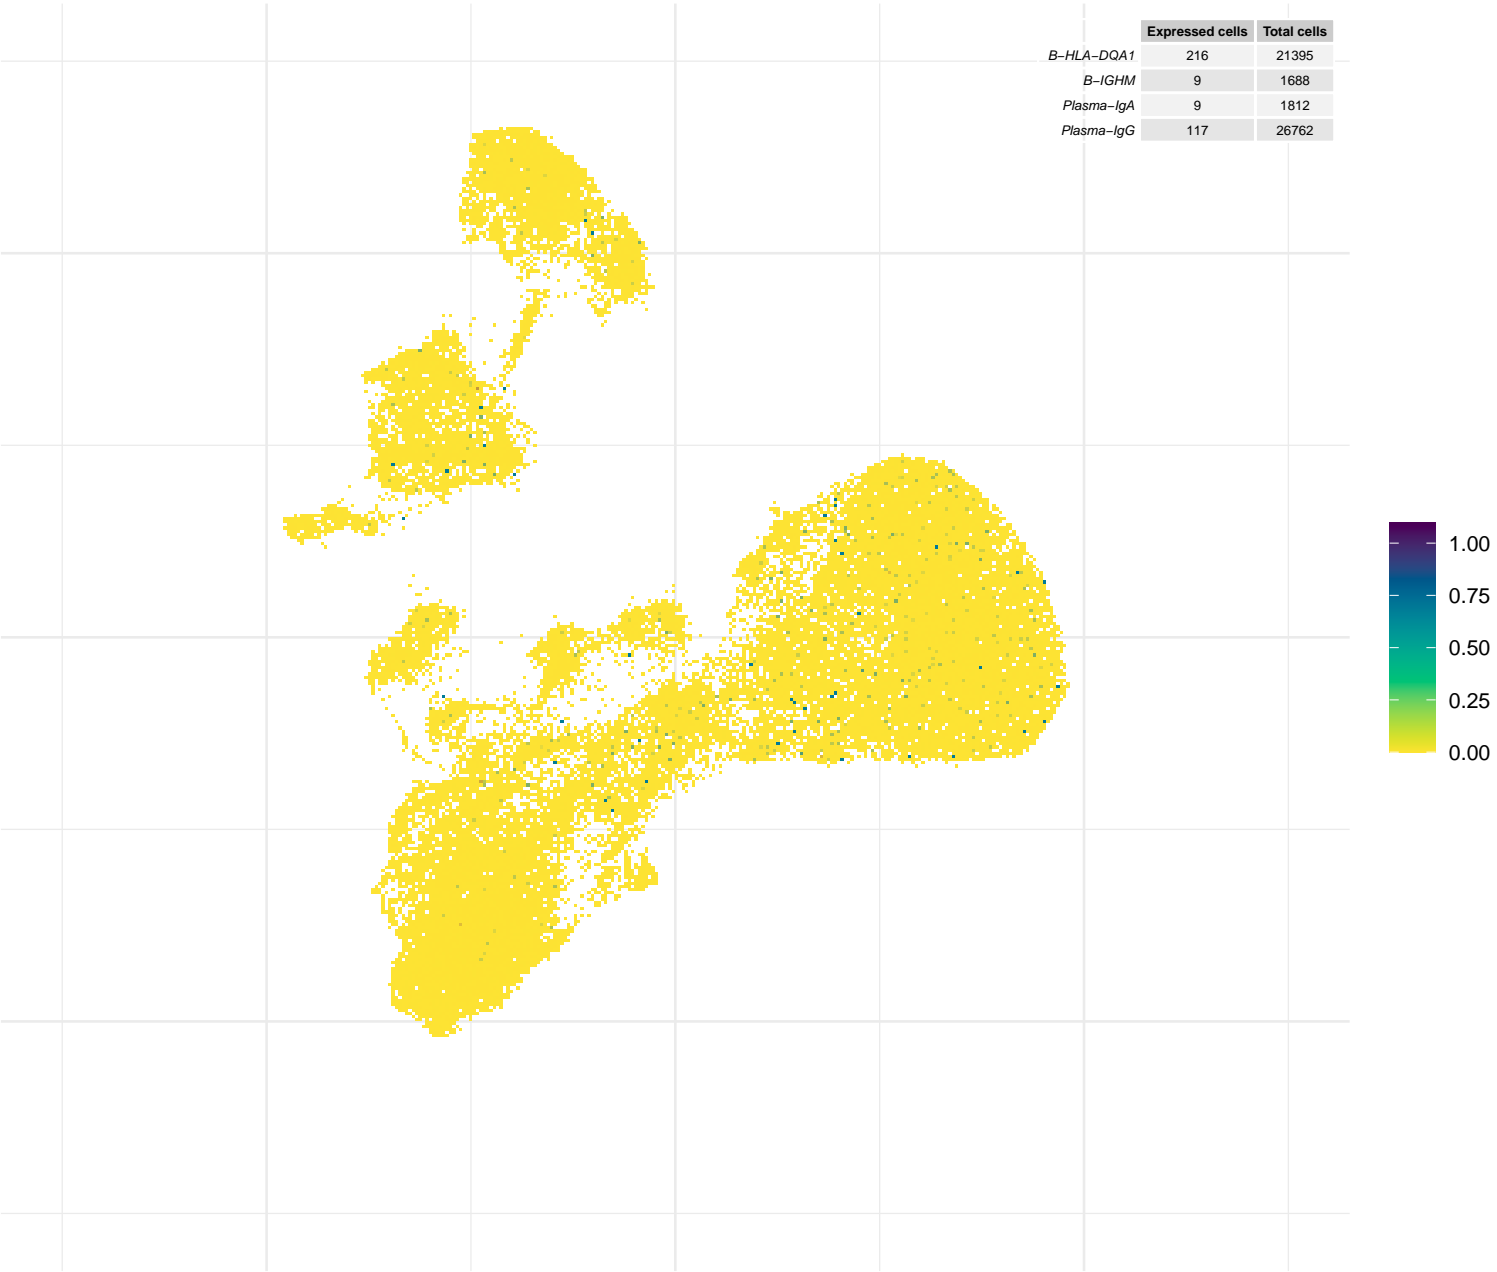 Expressed cells Total cells
B−HLA−DQA1 216 21395
B−IGHM 9 1688
Plasma−IgA 9 1812
Plasma−IgG 117 26762
1.00
0.75
0.50
0.25
0.00